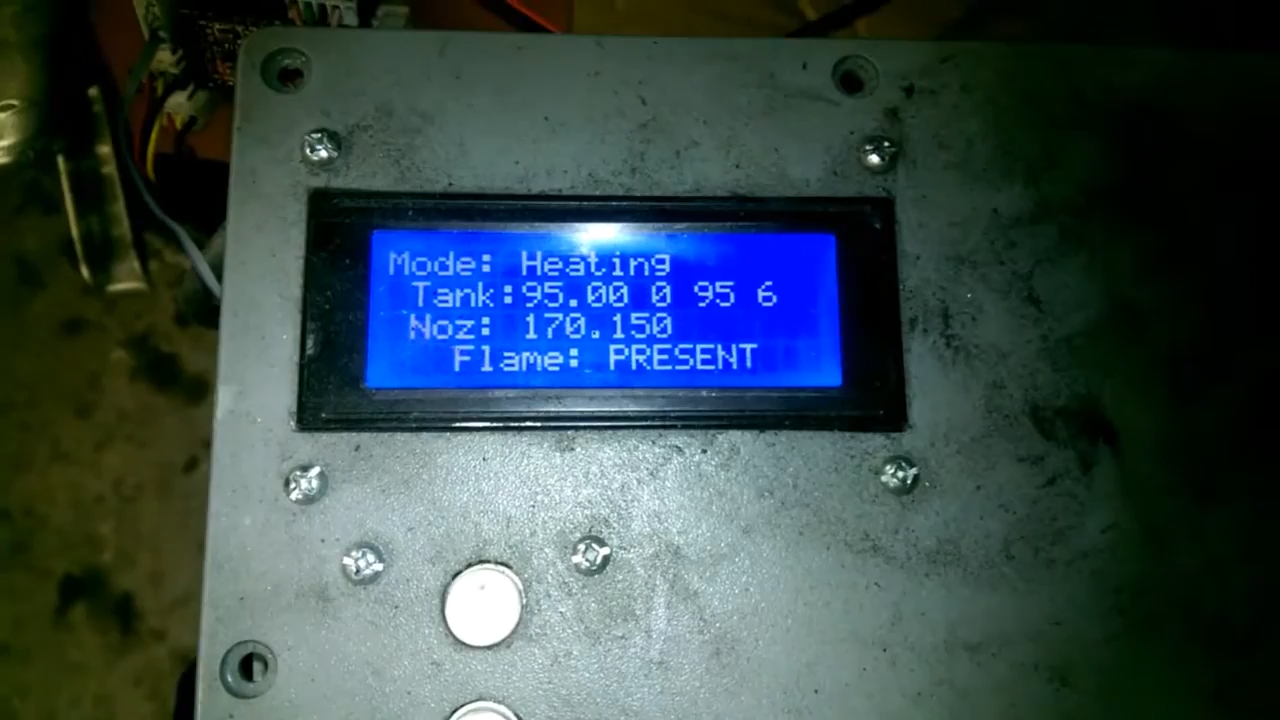 Mode: Heating
Tank:95.00 0 95 6
Noz: 170.150
Flame: PRESENT